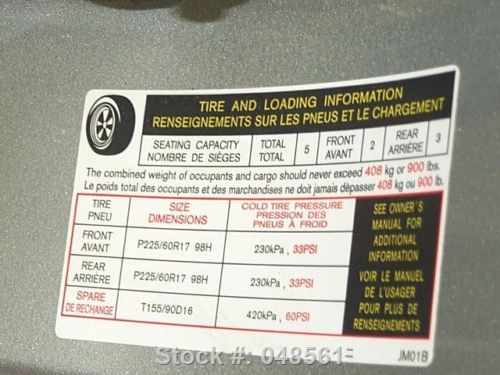 TIRE AND LOADING INFORMATION
RENSEIGNEMENTS SUR LES PNEUS ET LE CHARGEMENT
SEATING CAPACITY TOTAL 5 FRONT 2 REAR 3
NOMBRE DE SIÈGES TOTAL AVANT ARRIÈRE
The combined weight of occupants and cargo should never exceed 408 kg or 900 lbs.
Le poids total des occupants et des marchandises ne doit jamais dépasser 408 kg ou 900 lb.
TIRE
PNEU
SIZE
DIMENSIONS
COLD TIRE PRESSURE
PRESSION DES
PNEUS À FROID
FRONT
AVANT
P225/60R17 98H
230kPa , 33PSI
REAR
ARRIÈRE
P225/60R17 98H
230kPa , 33PSI
SPARE
DE RECHANGE
T155/90D16
420kPa , 60PSI
SEE OWNER'S
MANUAL FOR
ADDITIONAL
INFORMATION
VOIR LE MANUEL
DE L'USAGER
POUR PLUS DE
RENSEIGNEMENTS
JM01B
Stock #: 048561